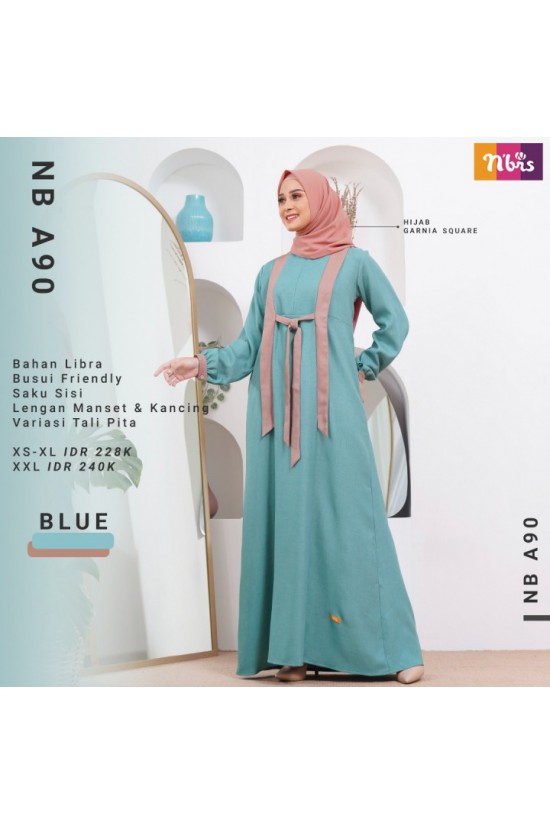 NB A90
Nbrs
HIJAB
GARNIA SQUARE
Bahan Libra
Busui Friendly
Saku Sisi
Lengan Manset & Kancing
Variasi Tali Pita
XS-XL IDR 228K
XXL IDR 240K
BLUE
NB A90